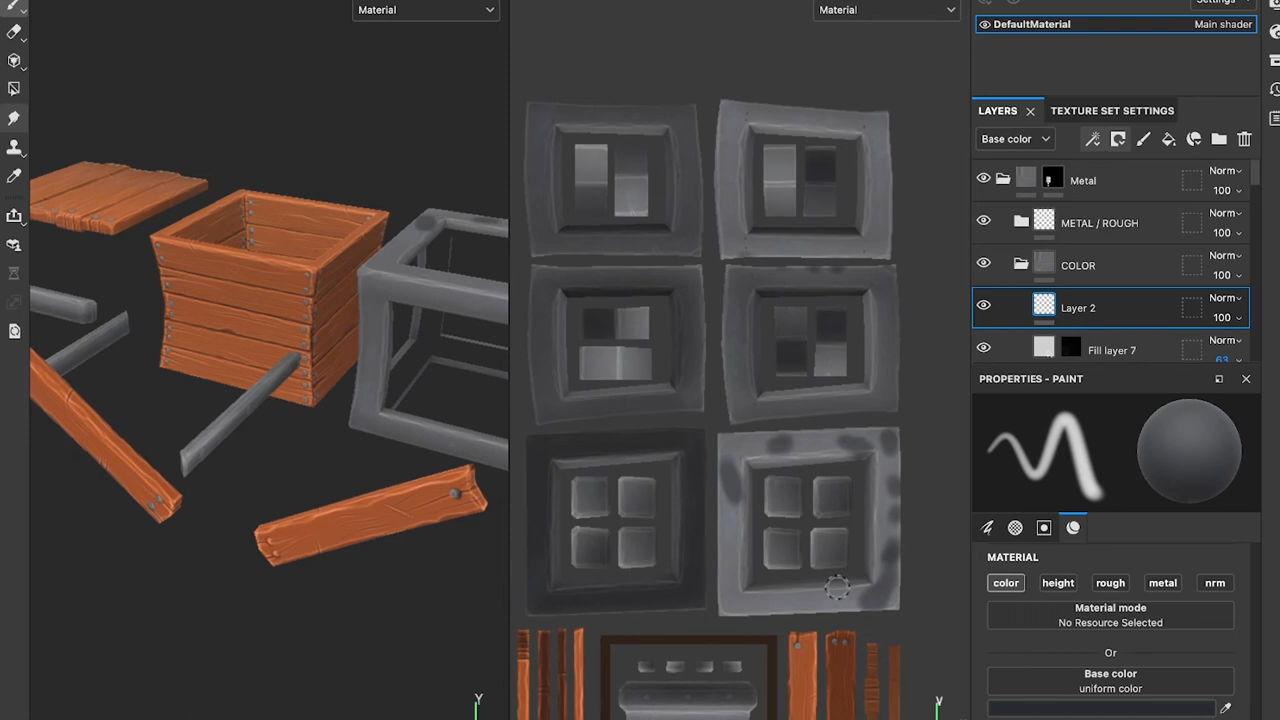 Material
Material
Settings
DefaultMaterial
Main shader
LAYERS
TEXTURE SET SETTINGS
Base color
Metal
Norm
100
METAL / ROUGH
Norm
100
COLOR
Norm
100
Layer 2
Norm
100
Fill layer 7
Norm
63
PROPERTIES - PAINT
MATERIAL
color
height
rough
metal
nrm
Material mode
No Resource Selected
Or
Base color
uniform color
Y